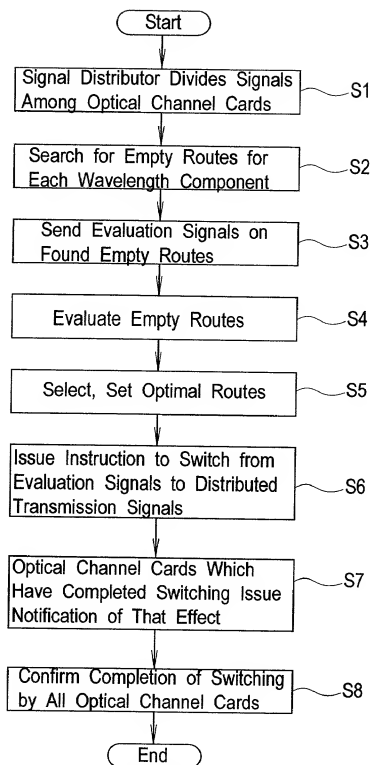 Start
Signal Distributor Divides Signals
Among Optical Channel Cards
S1
Search for Empty Routes for
Each Wavelength Component
S2
Send Evaluation Signals on
Found Empty Routes
S3
Evaluate Empty Routes
S4
Select, Set Optimal Routes
S5
Issue Instruction to Switch from
Evaluation Signals to Distributed
Transmission Signals
S6
Optical Channel Cards Which
Have Completed Switching Issue
Notification of That Effect
S7
Confirm Completion of Switching
by All Optical Channel Cards
S8
End